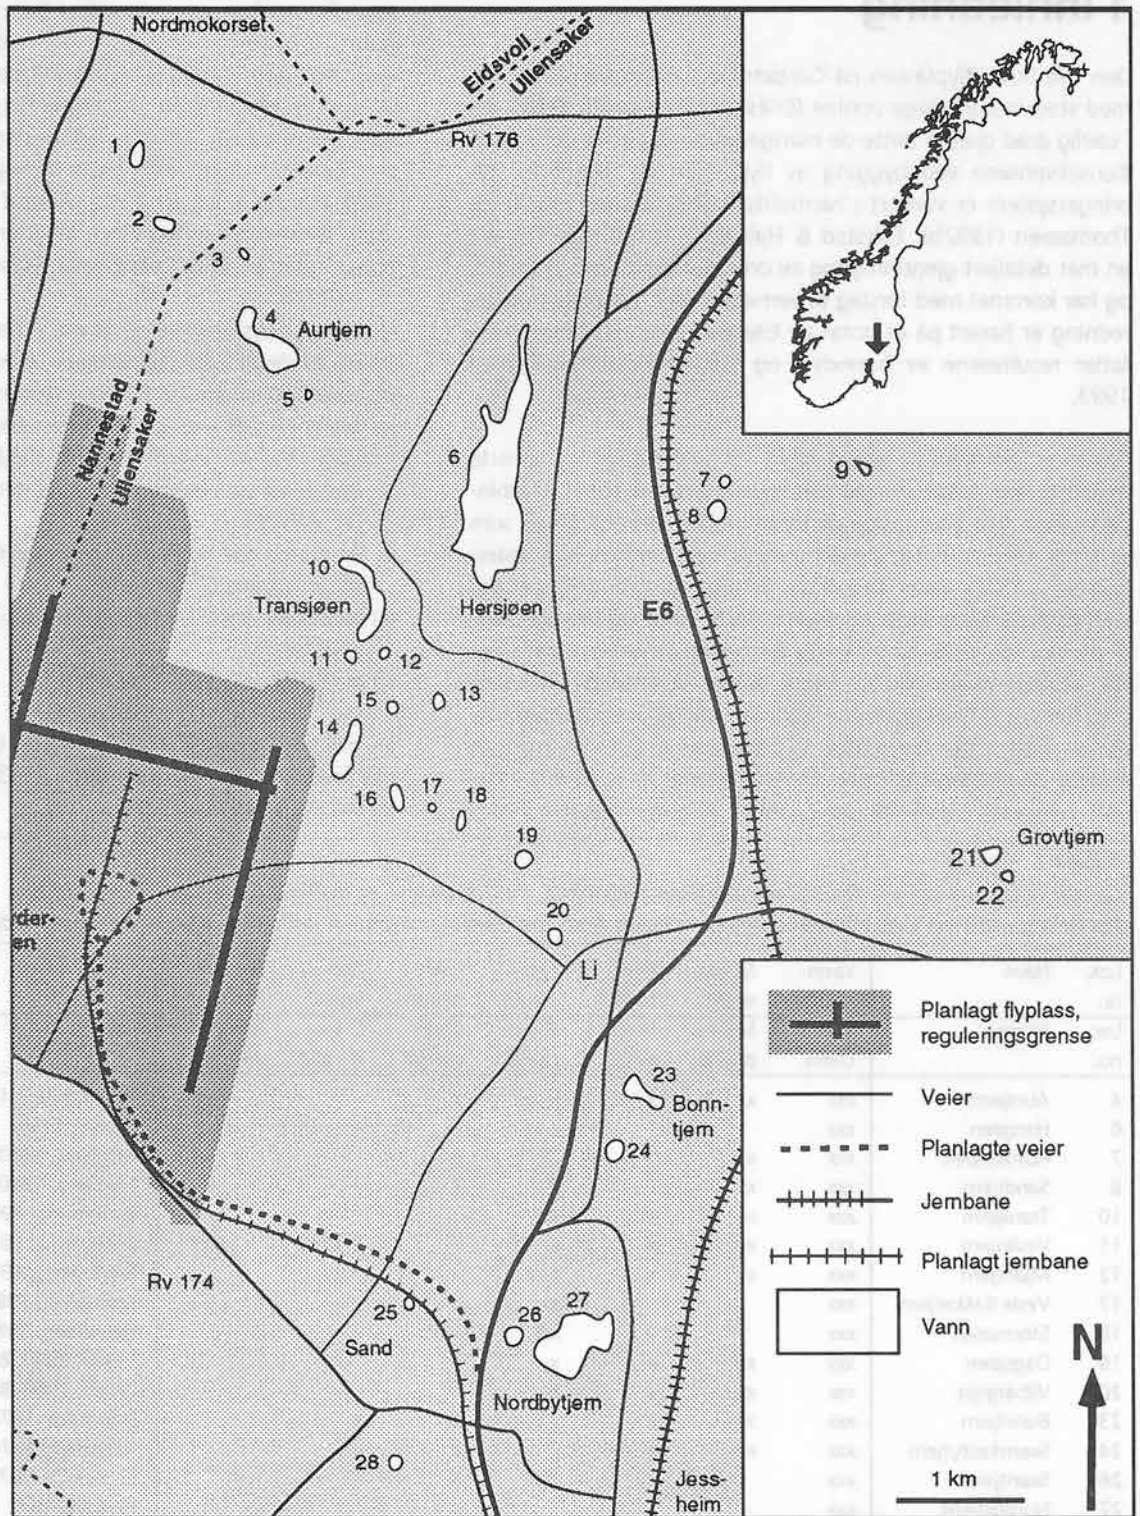 Nordmokorset
Eidsvoll
Ullensaker
Rv 176
1
2
3
4
Aurtjern
5
Nannestad
Ullensaker
6
7
8
9
10
Transjøen
Hersjøen
E6
11
12
15
13
14
16
17
18
19
Grovtjern
21
22
20
rder-
en
Li
Planlagt flyplass,
reguleringsgrense
Veier
Planlagte veier
Jernbane
Planlagt jernbane
Vann
23
Bonn-
tjern
24
Rv 174
25
Sand
26
27
Nordbytjern
28
Jess-
heim
N
1 km